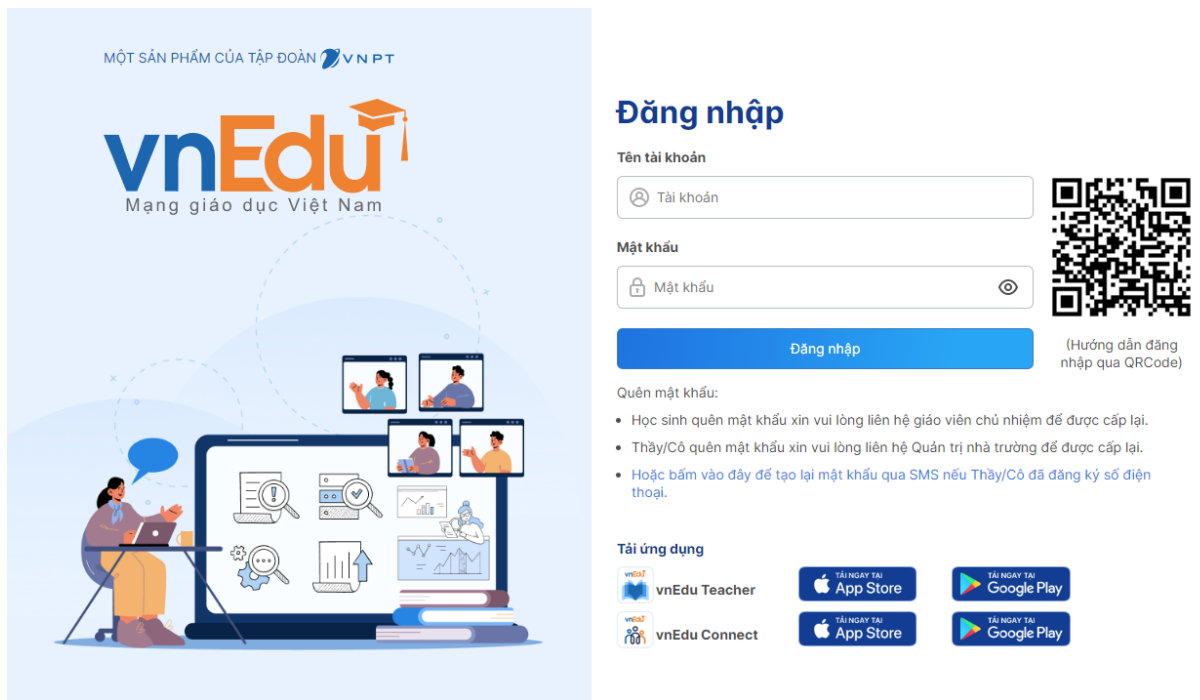 MỘT SẢN PHẨM CỦA TẬP ĐOÀN VNPT
vnEdu
Mạng giáo dục Việt Nam
Đăng nhập
Tên tài khoản
Tài khoản
Mật khẩu
Mật khẩu
Đăng nhập
(Hướng dẫn đăng
nhập qua QRCode)
Quên mật khẩu:
Học sinh quên mật khẩu xin vui lòng liên hệ giáo viên chủ nhiệm để được cấp lại.
Thầy/Cô quên mật khẩu xin vui lòng liên hệ Quản trị nhà trường để được cấp lại.
Hoặc bấm vào đây để tạo lại mật khẩu qua SMS nếu Thầy/Cô đã đăng ký số điện
thoại.
Tải ứng dụng
vnEdu
vnEdu Teacher
TẢI NGAY TẠI
App Store
TẢI NGAY TẠI
Google Play
vnEdu
vnEdu Connect
TẢI NGAY TẠI
App Store
TẢI NGAY TẠI
Google Play